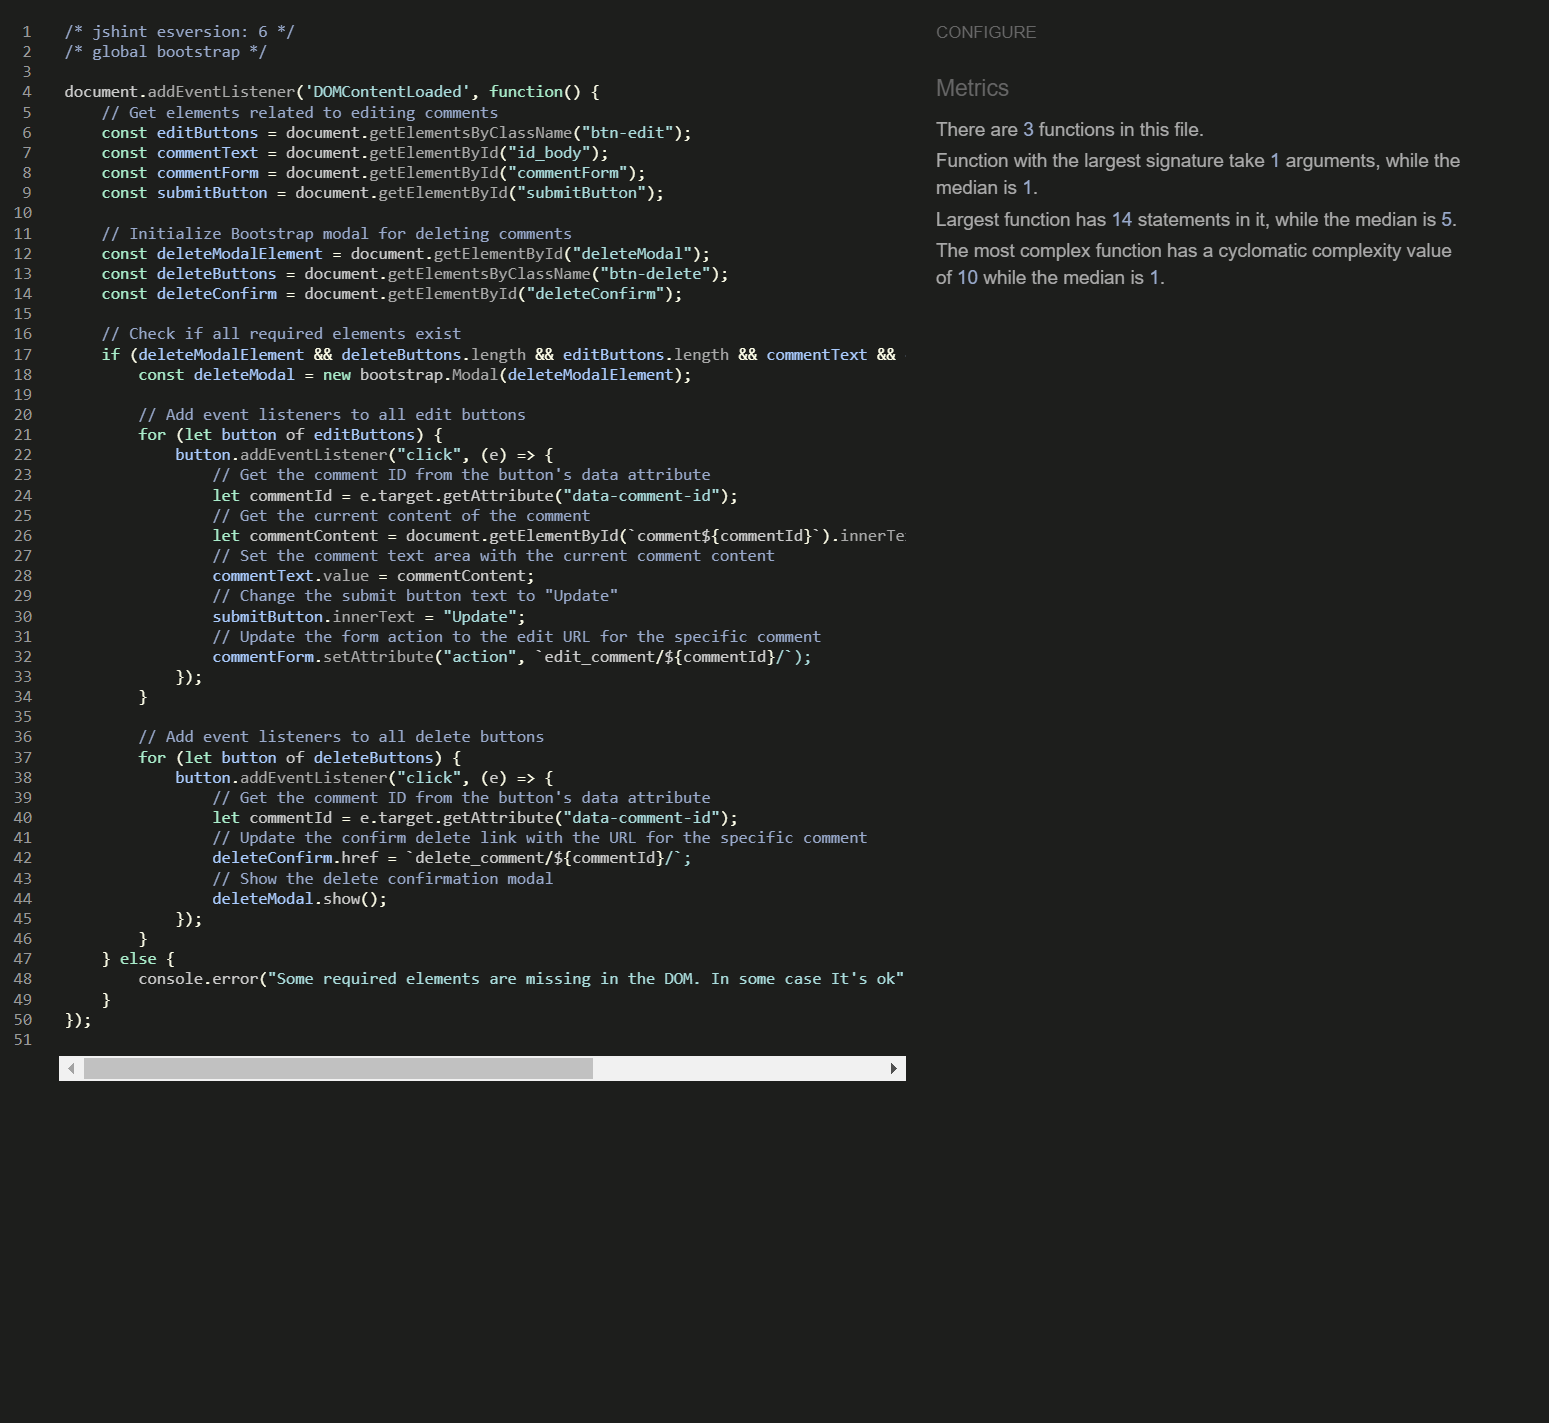 1 /* jshint esversion: 6 */
2 /* global bootstrap */
3
4 document.addEventListener('DOMContentLoaded', function() {
5     // Get elements related to editing comments
6     const editButtons = document.getElementsByClassName("btn-edit");
7     const commentText = document.getElementById("id_body");
8     const commentForm = document.getElementById("commentForm");
9     const submitButton = document.getElementById("submitButton");
10
11     // Initialize Bootstrap modal for deleting comments
12     const deleteModalElement = document.getElementById("deleteModal");
13     const deleteButtons = document.getElementsByClassName("btn-delete");
14     const deleteConfirm = document.getElementById("deleteConfirm");
15
16     // Check if all required elements exist
17     if (deleteModalElement && deleteButtons.length && editButtons.length && commentText &&
18         const deleteModal = new bootstrap.Modal(deleteModalElement);
19
20         // Add event listeners to all edit buttons
21         for (let button of editButtons) {
22             button.addEventListener("click", (e) => {
23                 // Get the comment ID from the button's data attribute
24                 let commentId = e.target.getAttribute("data-comment-id");
25                 // Get the current content of the comment
26                 let commentContent = document.getElementById(`comment${commentId}`).innerTe
27                 // Set the comment text area with the current comment content
28                 commentText.value = commentContent;
29                 // Change the submit button text to "Update"
30                 submitButton.innerText = "Update";
31                 // Update the form action to the edit URL for the specific comment
32                 commentForm.setAttribute("action", `edit_comment/${commentId}/`);
33             });
34         }
35
36         // Add event listeners to all delete buttons
37         for (let button of deleteButtons) {
38             button.addEventListener("click", (e) => {
39                 // Get the comment ID from the button's data attribute
40                 let commentId = e.target.getAttribute("data-comment-id");
41                 // Update the confirm delete link with the URL for the specific comment
42                 deleteConfirm.href = `delete_comment/${commentId}/`;
43                 // Show the delete confirmation modal
44                 deleteModal.show();
45             });
46         }
47     } else {
48         console.error("Some required elements are missing in the DOM. In some case It's ok"
49     }
50 });
51
CONFIGURE
Metrics
There are 3 functions in this file.
Function with the largest signature take 1 arguments, while the
median is 1.
Largest function has 14 statements in it, while the median is 5.
The most complex function has a cyclomatic complexity value
of 10 while the median is 1.